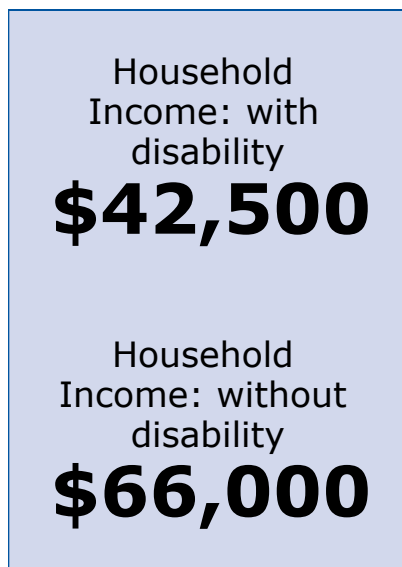 Household
Income: with
disability
$42,500
Household
Income: without
disability
$66,000